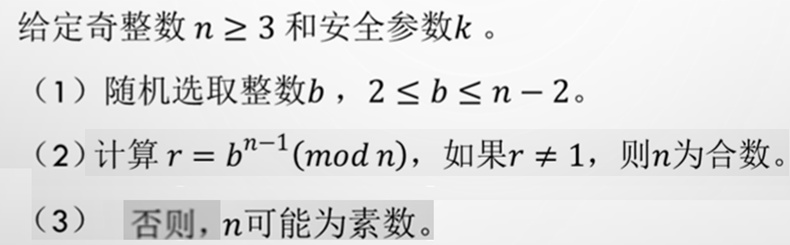 给定奇整数 n ≥ 3 和安全参数k 。
（1）随机选取整数b ，2 ≤ b ≤ n − 2。
（2）计算 r = bⁿ⁻¹(mod n)，如果r ≠ 1，则n为合数。
（3） 否则，n可能为素数。